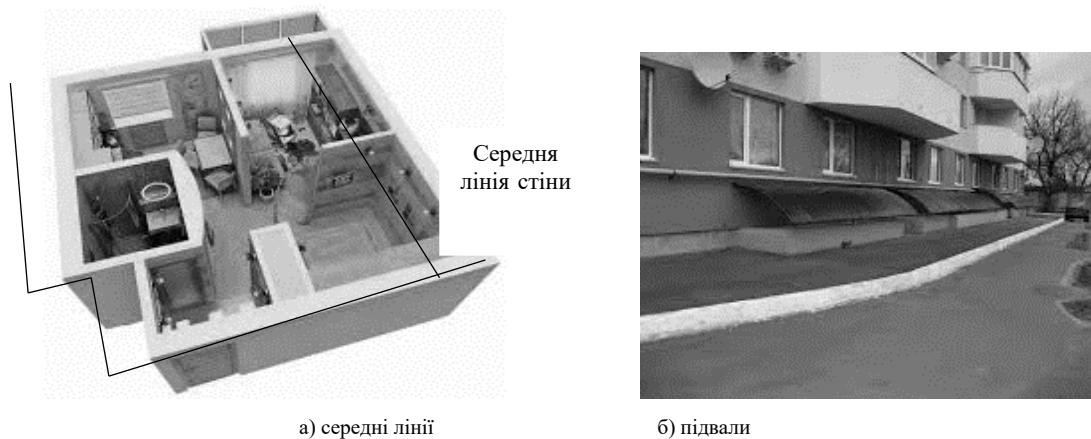 Середня
лінія стіни
а) середні лінії
б) підвали